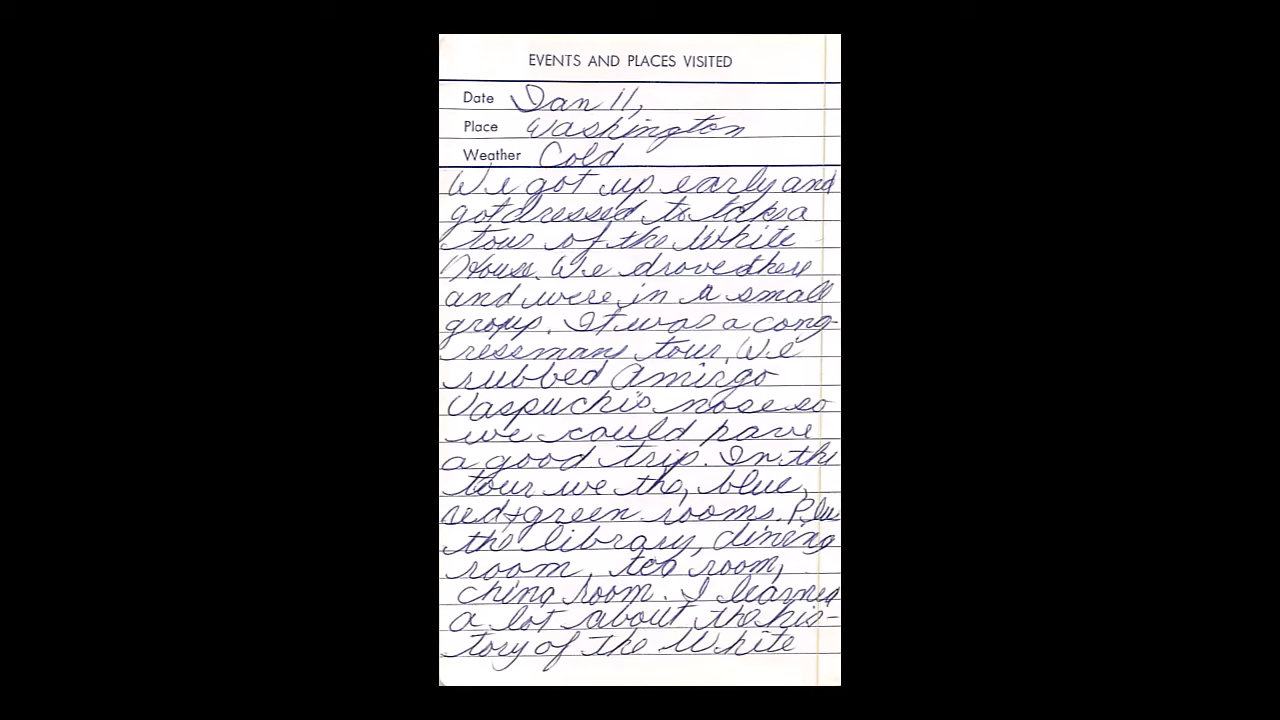 EVENTS AND PLACES VISITED
Date Jan 11,
Place Washington
Weather Cold
We got up early and
got dressed to take a
tour of the White
House. We drove there
and were in a small
group. It was a cong-
ressmans tour. We
rubbed Amirgo
Vaspuchis nose so
we could have
a good trip. In the
tour we the, blue,
red + green rooms. Plus
the library, dining
room, tea room,
china room. I learned
a lot about the his-
tory of the White